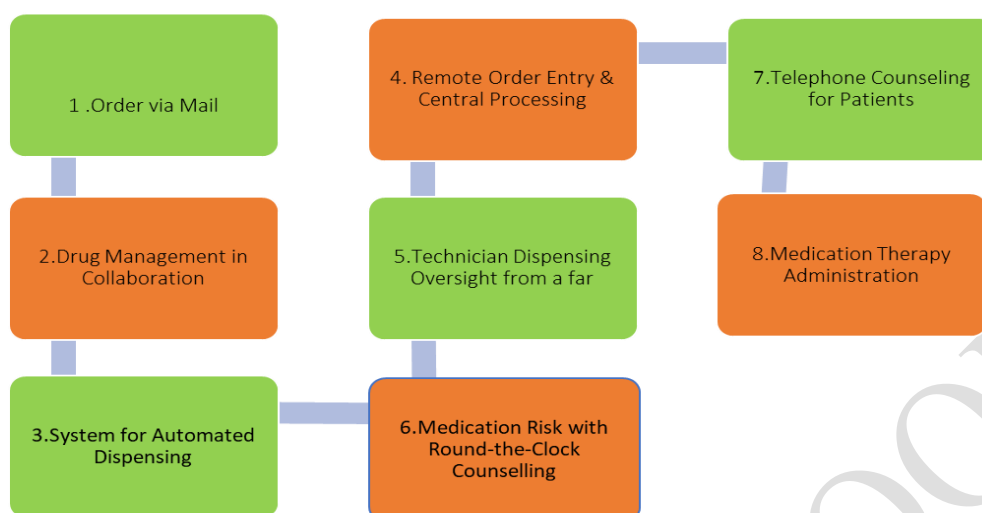 1 .Order via Mail
2.Drug Management in
Collaboration
3.System for Automated
Dispensing
4. Remote Order Entry &
Central Processing
5.Technician Dispensing
Oversight from a far
6.Medication Risk with
Round-the-Clock
Counselling
7.Telephone Counseling
for Patients
8.Medication Therapy
Administration